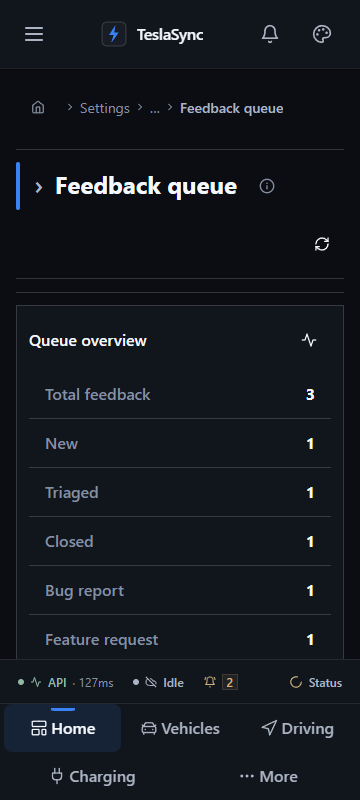 TeslaSync
Settings ... Feedback queue
Feedback queue
Queue overview
Total feedback 3
New 1
Triaged 1
Closed 1
Bug report 1
Feature request 1
API · 127ms Idle 2 Status
Home Vehicles Driving
Charging ··· More